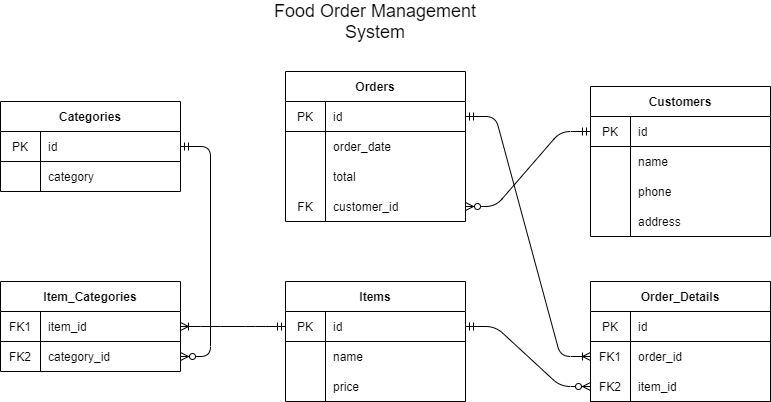 Food Order Management
System
Orders
PK id
order_date
total
FK customer_id
Customers
PK id
name
phone
address
Categories
PK id
category
Item_Categories
FK1 item_id
FK2 category_id
Items
PK id
name
price
Order_Details
PK id
FK1 order_id
FK2 item_id